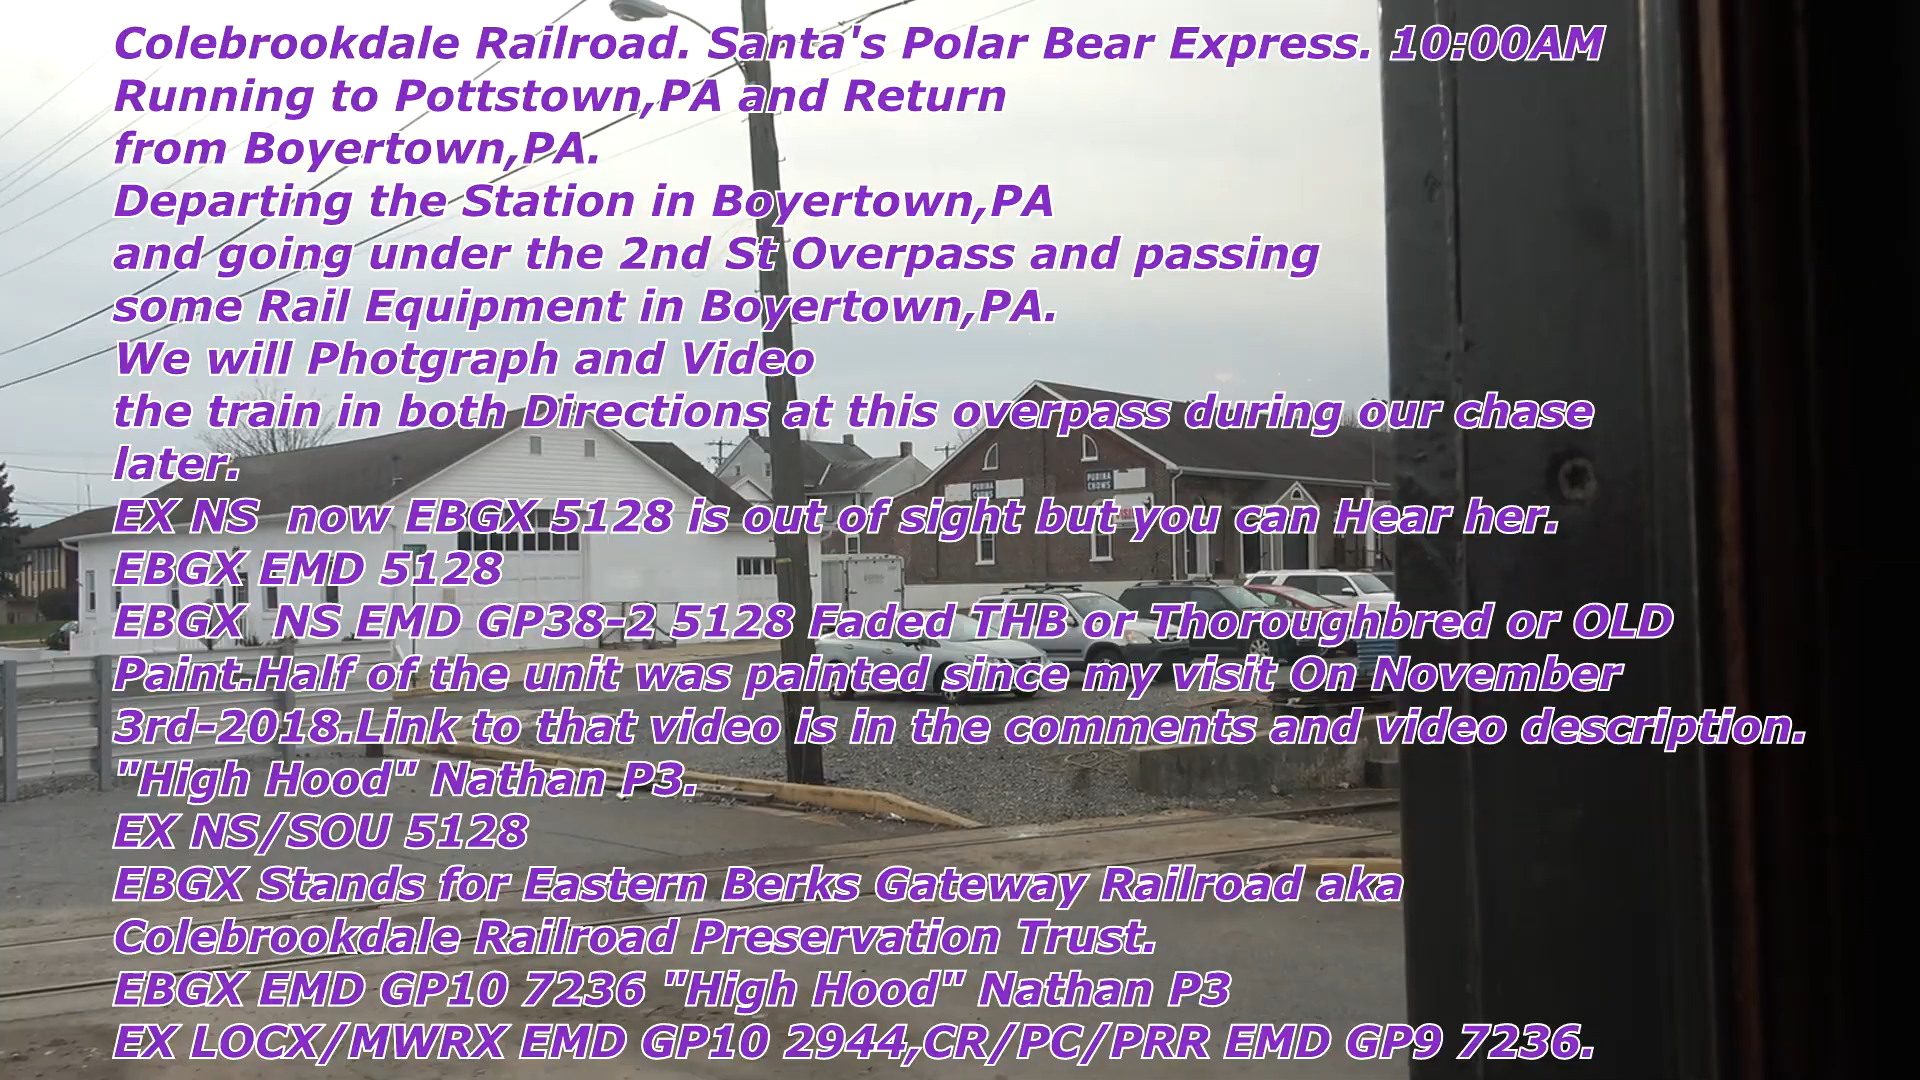 Colebrookdale Railroad. Santa's Polar Bear Express. 10:00AM
Running to Pottstown,PA and Return
from Boyertown,PA.
Departing the Station in Boyertown,PA
and going under the 2nd St Overpass and passing
some Rail Equipment in Boyertown,PA.
We will Photgraph and Video
the train in both Directions at this overpass during our chase
later.
EX NS  now EBGX 5128 is out of sight but you can Hear her.
EBGX EMD 5128
EBGX  NS EMD GP38-2 5128 Faded THB or Thoroughbred or OLD
Paint.Half of the unit was painted since my visit On November
3rd-2018.Link to that video is in the comments and video description.
"High Hood" Nathan P3.
EX NS/SOU 5128
EBGX Stands for Eastern Berks Gateway Railroad aka
Colebrookdale Railroad Preservation Trust.
EBGX EMD GP10 7236 "High Hood" Nathan P3
EX LOCX/MWRX EMD GP10 2944,CR/PC/PRR EMD GP9 7236.
PURINA
CHOWS
PURINA
CHOWS